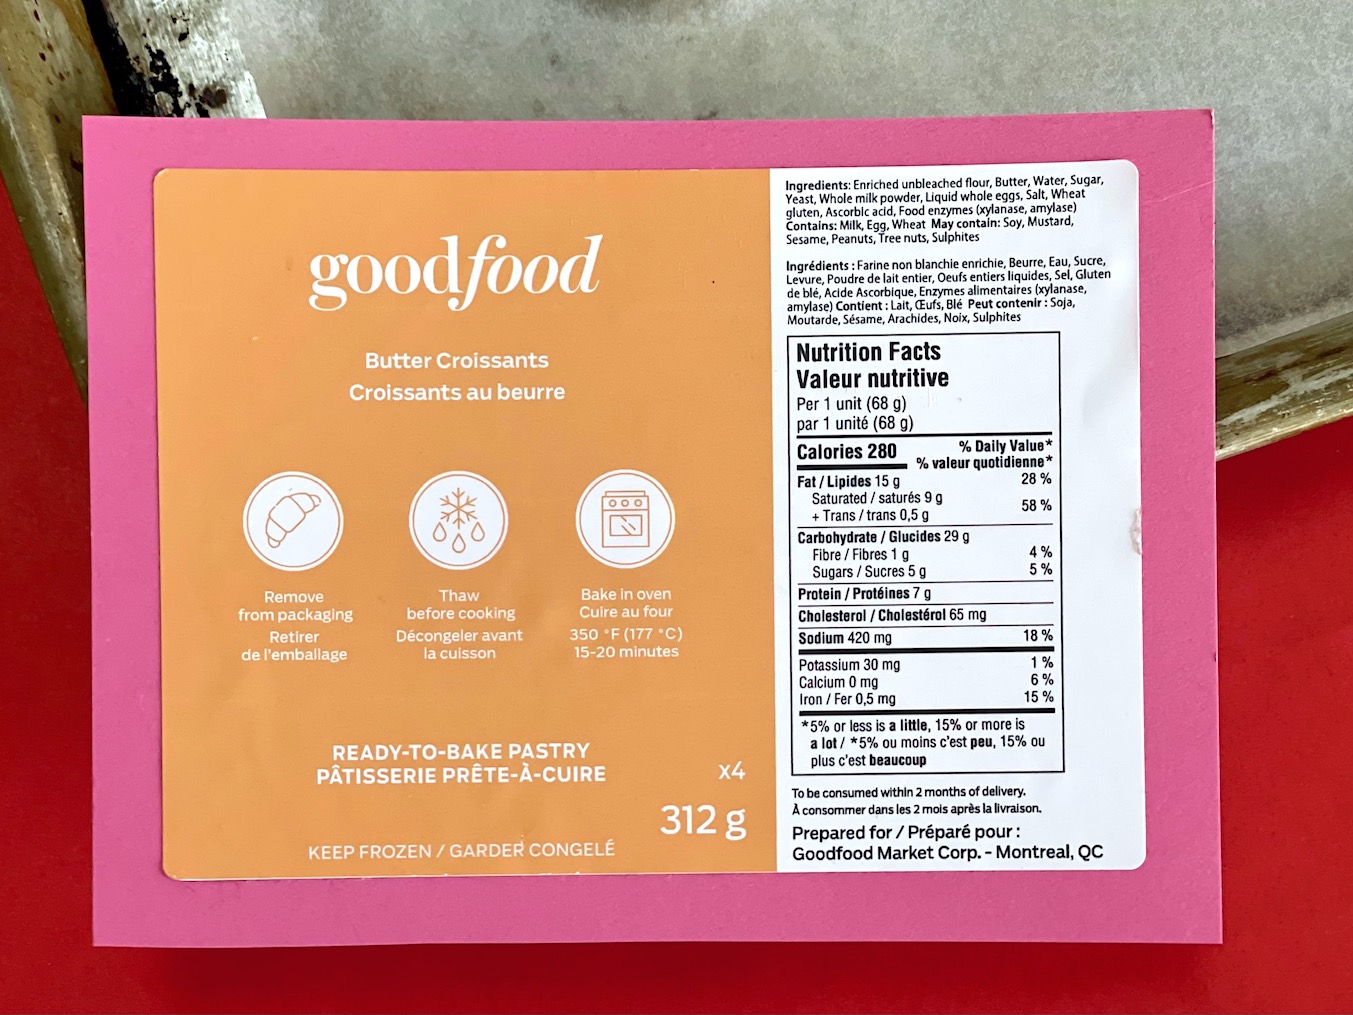 goodfood
Butter Croissants
Croissants au beurre
Remove
from packaging
Retirer
de l'emballage
Thaw
before cooking
Décongeler avant
la cuisson
Bake in oven
Cuire au four
350 °F (177 °C)
15-20 minutes
READY-TO-BAKE PASTRY
PÂTISSERIE PRÊTE-À-CUIRE
x4
312 g
KEEP FROZEN / GARDER CONGELÉ
Ingredients: Enriched unbleached flour, Butter, Water, Sugar,
Yeast, Whole milk powder, Liquid whole eggs, Salt, Wheat
gluten, Ascorbic acid, Food enzymes (xylanase, amylase)
Contains: Milk, Egg, Wheat May contain: Soy, Mustard,
Sesame, Peanuts, Tree nuts, Sulphites
Ingrédients : Farine non blanchie enrichie, Beurre, Eau, Sucre,
Levure, Poudre de lait entier, Oeufs entiers liquides, Sel, Gluten
de blé, Acide Ascorbique, Enzymes alimentaires (xylanase,
amylase) Contient : Lait, Œufs, Blé Peut contenir : Soja,
Moutarde, Sésame, Arachides, Noix, Sulphites
Nutrition Facts
Valeur nutritive
Per 1 unit (68 g)
par 1 unité (68 g)
Calories 280 % Daily Value*
% valeur quotidienne*
Fat / Lipides 15 g 28 %
Saturated / saturés 9 g
+ Trans / trans 0,5 g 58 %
Carbohydrate / Glucides 29 g
Fibre / Fibres 1 g 4 %
Sugars / Sucres 5 g 5 %
Protein / Protéines 7 g
Cholesterol / Cholestérol 65 mg
Sodium 420 mg 18 %
Potassium 30 mg 1 %
Calcium 0 mg 6 %
Iron / Fer 0,5 mg 15 %
*5% or less is a little, 15% or more is
a lot / *5% ou moins c'est peu, 15% ou
plus c'est beaucoup
To be consumed within 2 months of delivery.
À consommer dans les 2 mois après la livraison.
Prepared for / Préparé pour :
Goodfood Market Corp. - Montreal, QC